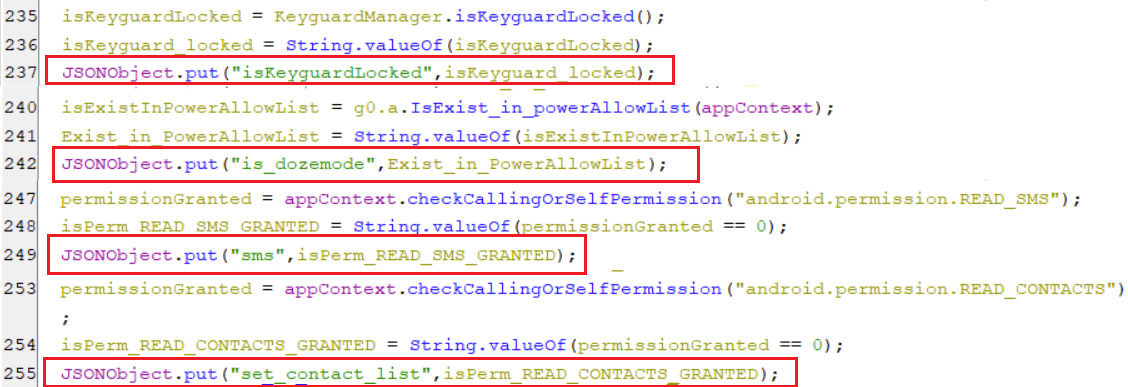 235 isKeyguardLocked = KeyguardManager.isKeyguardLocked();
236 isKeyguard_locked = String.valueOf(isKeyguardLocked);
237 JSONObject.put("isKeyguardLocked",isKeyguard_locked);
240 isExistInPowerAllowList = g0.a.IsExist_in_powerAllowList(appContext);
241 Exist_in_PowerAllowList = String.valueOf(isExistInPowerAllowList);
242 JSONObject.put("is_dozemode",Exist_in_PowerAllowList);
247 permissionGranted = appContext.checkCallingOrSelfPermission("android.permission.READ_SMS");
248 isPerm_READ_SMS_GRANTED = String.valueOf(permissionGranted == 0);
249 JSONObject.put("sms",isPerm_READ_SMS_GRANTED);
253 permissionGranted = appContext.checkCallingOrSelfPermission("android.permission.READ_CONTACTS")
;
254 isPerm_READ_CONTACTS_GRANTED = String.valueOf(permissionGranted == 0);
255 JSONObject.put("set_contact_list",isPerm_READ_CONTACTS_GRANTED);